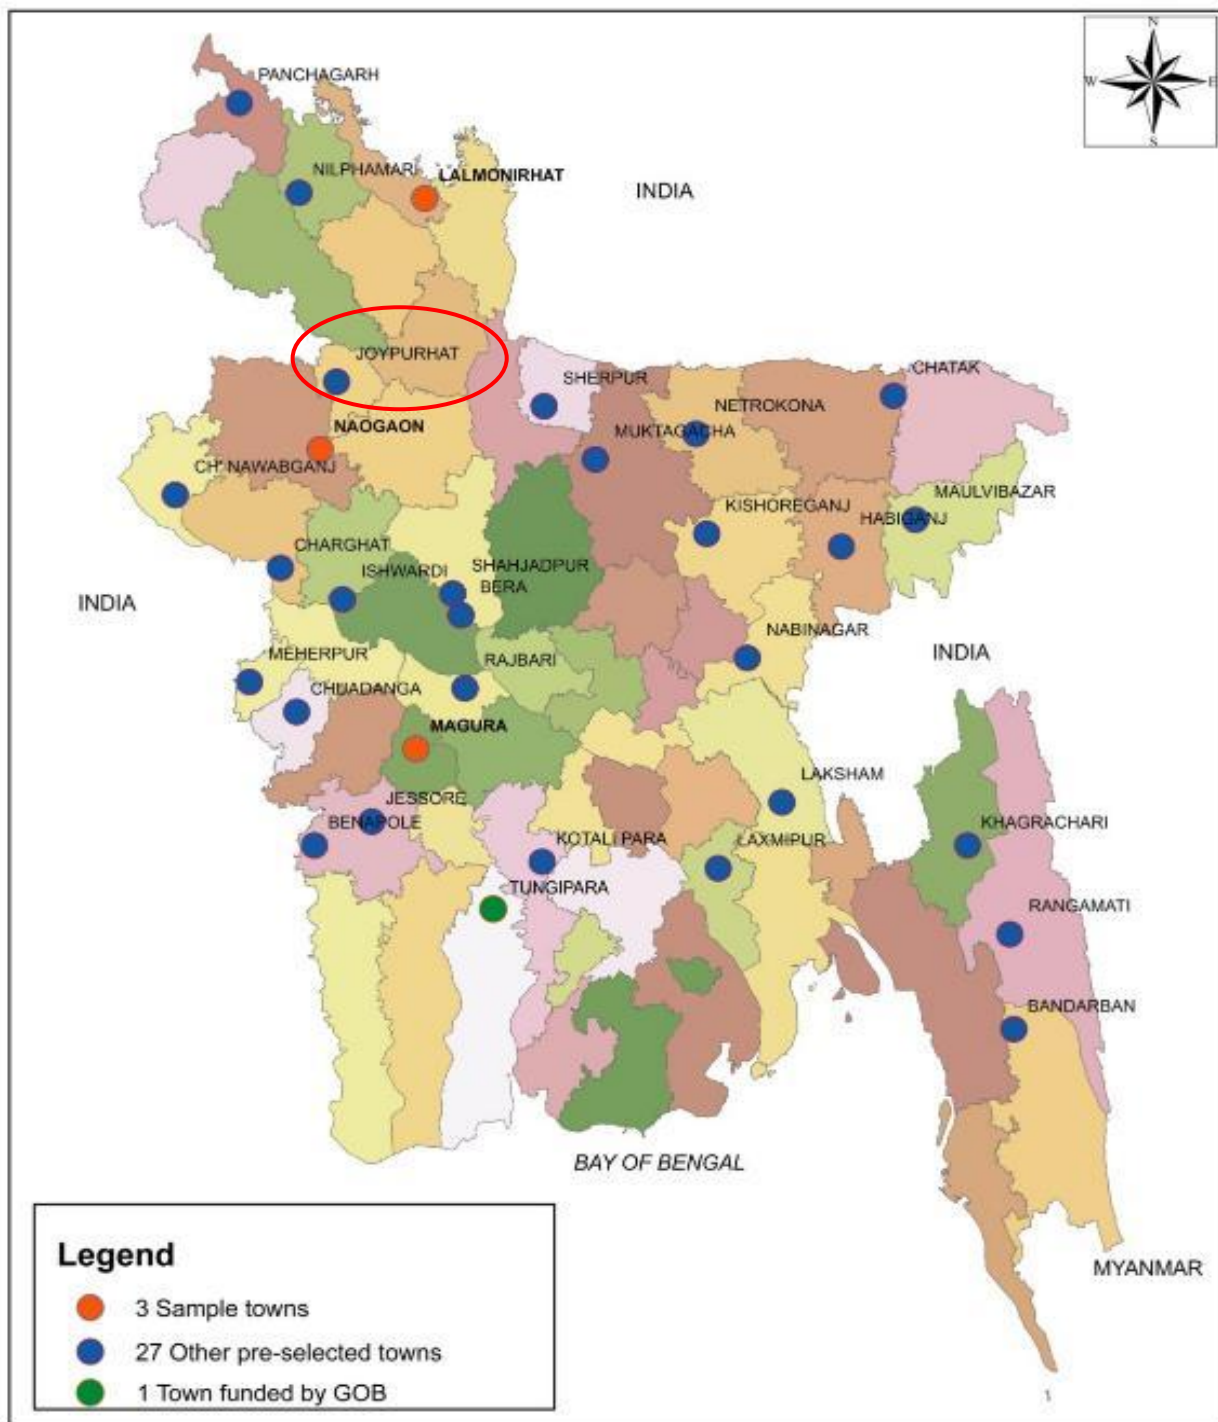 N
W E
S
PANCHAGARH
NILPHAMARI
LALMONIRHAT
INDIA
JOYPURHAT
SHERPUR
CHATAK
NETROKONA
NAOGAON
MUKTAGACHA
CH' NAWABGANJ
MAULVIBAZAR
KISHOREGANJ
HABIGANJ
CHARGHAT
ISHWARDI
SHAHJADPUR
BERA
INDIA
NABINAGAR
MEHERPUR
RAJBARI
INDIA
CHUADANGA
MAGURA
LAKSHAM
JESSORE
BENAPOLE
KOTALI PARA
LAXMIPUR
KHAGRACHARI
TUNGIPARA
RANGAMATI
BANDARBAN
BAY OF BENGAL
MYANMAR
Legend
3 Sample towns
27 Other pre-selected towns
1 Town funded by GOB
1